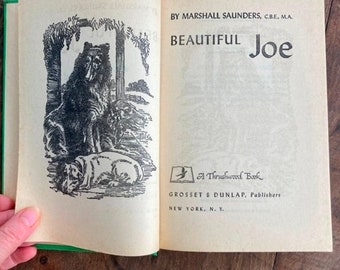 BY MARSHALL SAUNDERS, C.B.E., M.A.
BEAUTIFUL Joe
A Thrushwood Book
GROSSET & DUNLAP, Publishers
NEW YORK, N. Y.